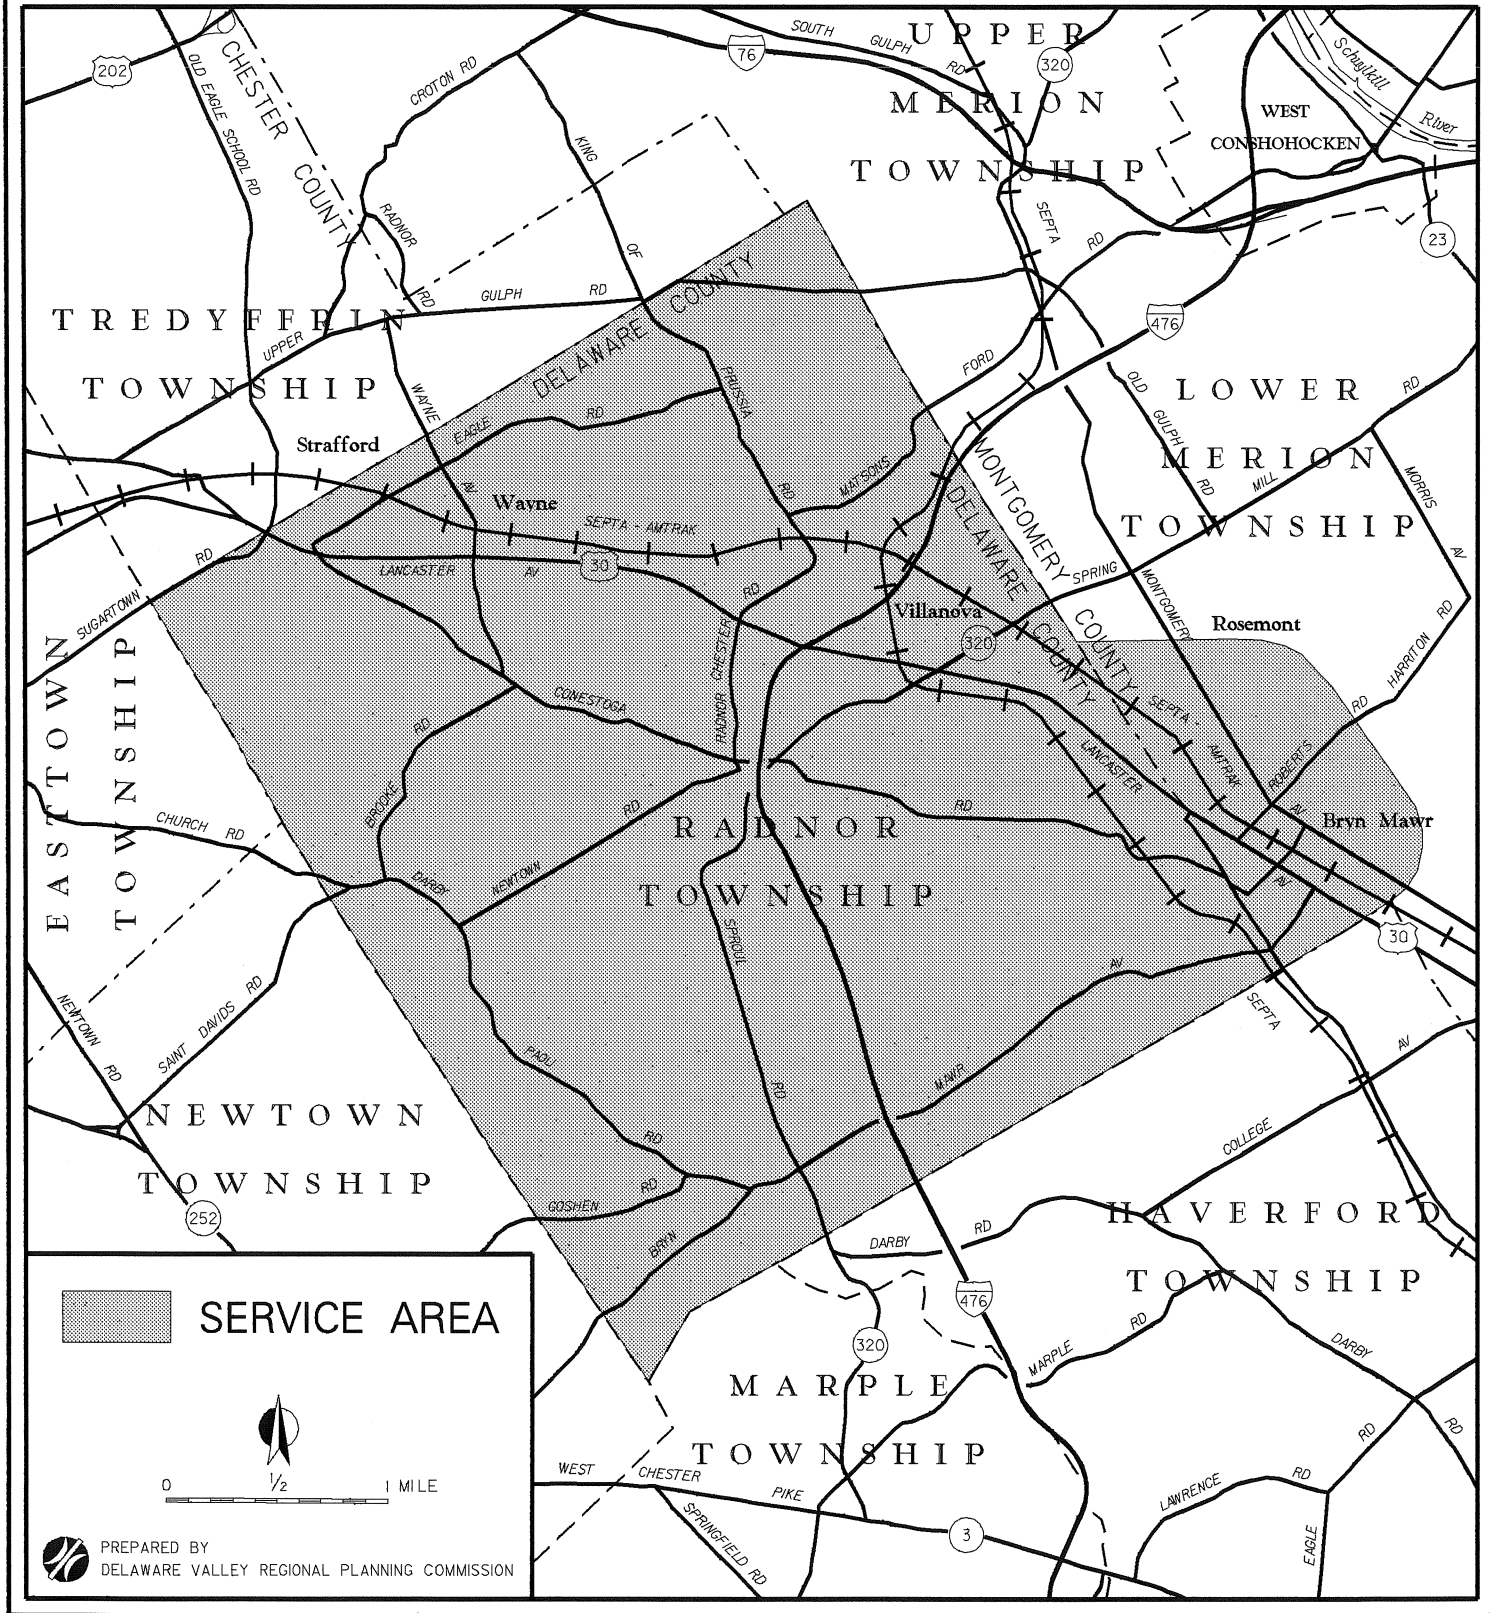 UPPER
MERION
TOWNSHIP
SOUTH GULPH RD
76
320
202
CHESTER COUNTY
OLD EAGLE SCHOOL RD
CROTON RD
KING OF PRUSSIA RD
RADNOR RD
WEST
CONSHOHOCKEN
Schuylkill River
23
SEPTA
RD
TREDYFFRIN
TOWNSHIP
UPPER GULPH RD
DELAWARE COUNTY
476
FORD
OLD GULPH RD
LOWER
MERION
TOWNSHIP
MILL RD
MORRIS AV
Strafford
WAYNE AV
EAGLE RD
MATSONS
Wayne
SEPTA - AMTRAK
MONTGOMERY COUNTY
DELAWARE COUNTY
SUGARTOWN RD
LANCASTER AV
30
RADNOR CHESTER RD
Villanova
320
SPRING
MONTGOMERY AV
Rosemont
HARRITON RD
ROBERTS RD
EASTTOWN
TOWNSHIP
CONESTOGA RD
BROOKE RD
SEPTA - AMTRAK
LANCASTER AV
CHURCH RD
NEWTOWN RD
RADNOR
TOWNSHIP
Bryn Mawr
30
DARBY PAOLI RD
SPROUL RD
NEWTOWN RD
SAINT DAVIDS RD
SEPTA
BRYN MAWR AV
COLLEGE AV
NEWTOWN
TOWNSHIP
252
GOSHEN RD
DARBY RD
HAVERFORD
TOWNSHIP
476
320
MARPLE RD
DARBY RD
MARPLE
TOWNSHIP
WEST CHESTER PIKE
3
SPRINGFIELD RD
LAWRENCE RD
EAGLE RD
SERVICE AREA
0 1/2 1 MILE
PREPARED BY
DELAWARE VALLEY REGIONAL PLANNING COMMISSION